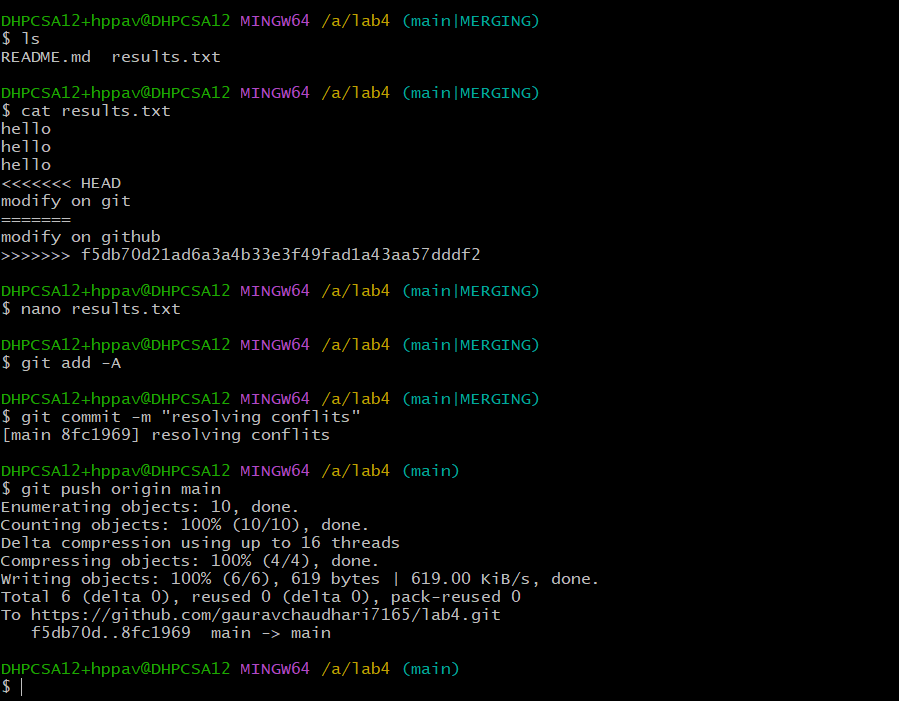 DHPCSA12+hppav@DHPCSA12 MINGW64 /a/lab4 (main|MERGING)
$ ls
README.md  results.txt
DHPCSA12+hppav@DHPCSA12 MINGW64 /a/lab4 (main|MERGING)
$ cat results.txt
hello
hello
hello
<<<<<<< HEAD
modify on git
=======
modify on github
>>>>>>> f5db70d21ad6a3a4b33e3f49fad1a43aa57dddf2
DHPCSA12+hppav@DHPCSA12 MINGW64 /a/lab4 (main|MERGING)
$ nano results.txt
DHPCSA12+hppav@DHPCSA12 MINGW64 /a/lab4 (main|MERGING)
$ git add -A
DHPCSA12+hppav@DHPCSA12 MINGW64 /a/lab4 (main|MERGING)
$ git commit -m "resolving conflits"
[main 8fc1969] resolving conflits
DHPCSA12+hppav@DHPCSA12 MINGW64 /a/lab4 (main)
$ git push origin main
Enumerating objects: 10, done.
Counting objects: 100% (10/10), done.
Delta compression using up to 16 threads
Compressing objects: 100% (4/4), done.
Writing objects: 100% (6/6), 619 bytes | 619.00 KiB/s, done.
Total 6 (delta 0), reused 0 (delta 0), pack-reused 0
To https://github.com/gauravchaudhari7165/lab4.git
   f5db70d..8fc1969  main -> main
DHPCSA12+hppav@DHPCSA12 MINGW64 /a/lab4 (main)
$